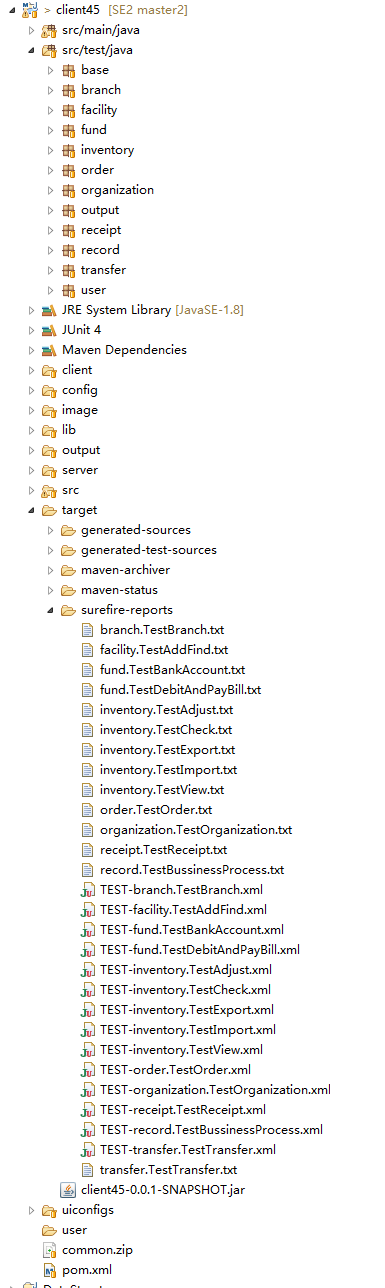 > client45 [SE2 master2]
src/main/java
src/test/java
base
branch
facility
fund
inventory
order
organization
output
receipt
record
transfer
user
JRE System Library [JavaSE-1.8]
JUnit 4
Maven Dependencies
client
config
image
lib
output
server
src
target
generated-sources
generated-test-sources
maven-archiver
maven-status
surefire-reports
branch.TestBranch.txt
facility.TestAddFind.txt
fund.TestBankAccount.txt
fund.TestDebitAndPayBill.txt
inventory.TestAdjust.txt
inventory.TestCheck.txt
inventory.TestExport.txt
inventory.TestImport.txt
inventory.TestView.txt
order.TestOrder.txt
organization.TestOrganization.txt
receipt.TestReceipt.txt
record.TestBussinessProcess.txt
TEST-branch.TestBranch.xml
TEST-facility.TestAddFind.xml
TEST-fund.TestBankAccount.xml
TEST-fund.TestDebitAndPayBill.xml
TEST-inventory.TestAdjust.xml
TEST-inventory.TestCheck.xml
TEST-inventory.TestExport.xml
TEST-inventory.TestImport.xml
TEST-inventory.TestView.xml
TEST-order.TestOrder.xml
TEST-organization.TestOrganization.xml
TEST-receipt.TestReceipt.xml
TEST-record.TestBussinessProcess.xml
TEST-transfer.TestTransfer.xml
transfer.TestTransfer.txt
client45-0.0.1-SNAPSHOT.jar
uiconfigs
user
common.zip
pom.xml